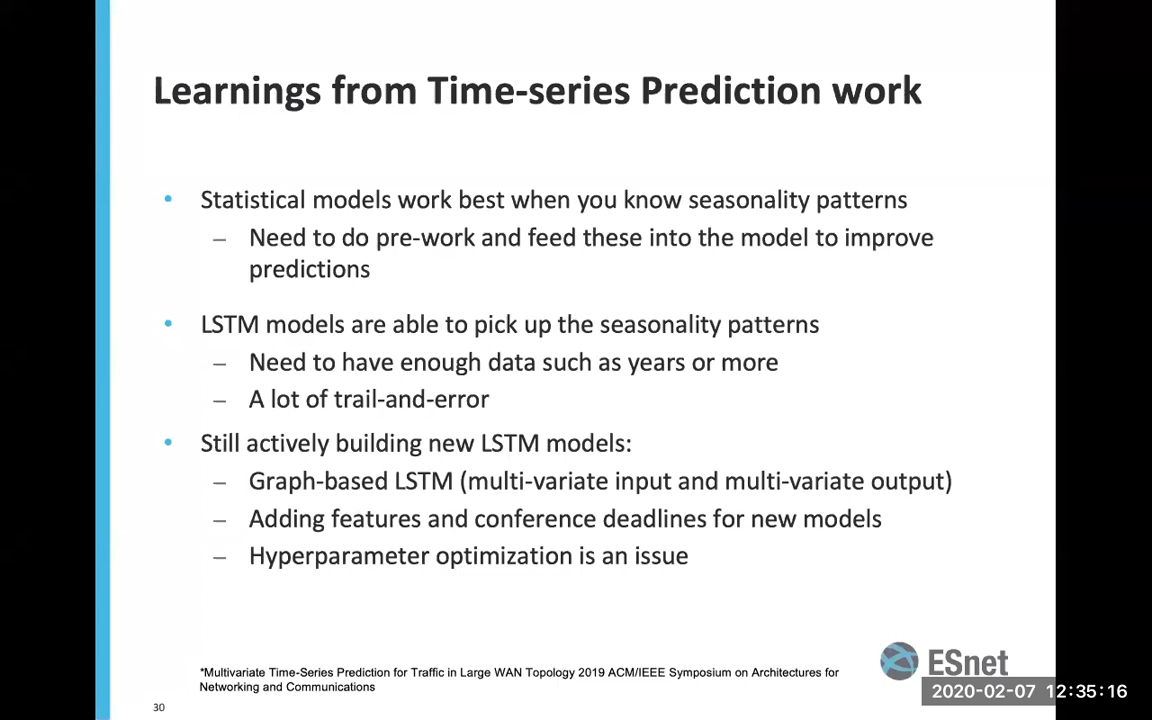 Learnings from Time-series Prediction work
• Statistical models work best when you know seasonality patterns
– Need to do pre-work and feed these into the model to improve
predictions
• LSTM models are able to pick up the seasonality patterns
– Need to have enough data such as years or more
– A lot of trail-and-error
• Still actively building new LSTM models:
– Graph-based LSTM (multi-variate input and multi-variate output)
– Adding features and conference deadlines for new models
– Hyperparameter optimization is an issue
*Multivariate Time-Series Prediction for Traffic in Large WAN Topology 2019 ACM/IEEE Symposium on Architectures for
Networking and Communications
ESnet
2020-02-07 12:35:16
30